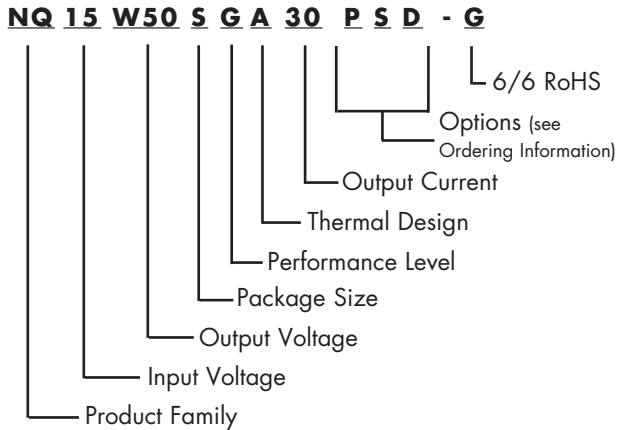 NQ 15 W50 S G A 30 P S D - G
6/6 RoHS
Options (see
Ordering Information)
Output Current
Thermal Design
Performance Level
Package Size
Output Voltage
Input Voltage
Product Family